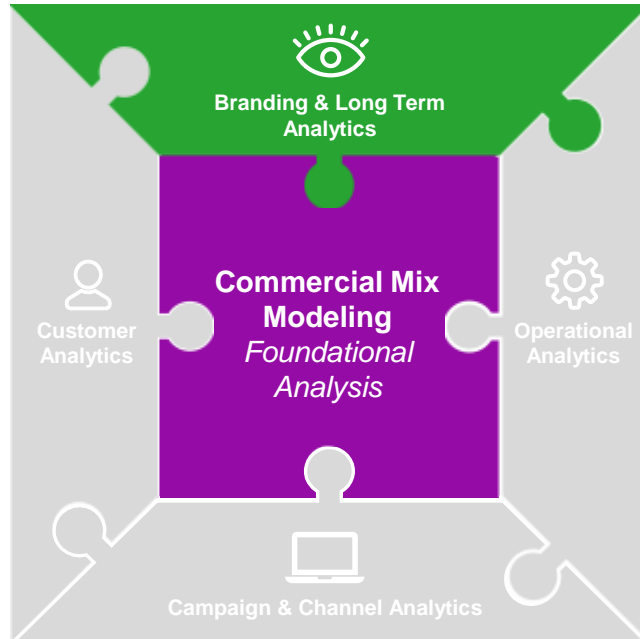 Branding & Long Term
Analytics
Commercial Mix
Modeling
Foundational
Analysis
Customer
Analytics
Operational
Analytics
Campaign & Channel Analytics